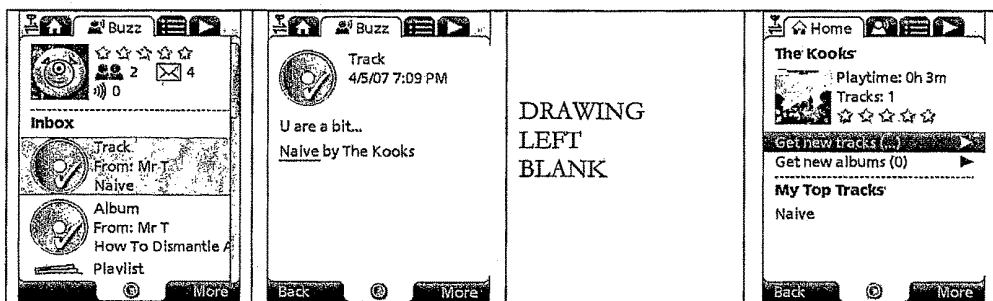 Buzz
2 4
0
Inbox
Track
From: Mr T
Naive
Album
From: Mr T
How To Dismantle A
Playlist
More
Buzz
Track
4/5/07 7:09 PM
U are a bit...
Naive by The Kooks
Back More
DRAWING
LEFT
BLANK
Home
The Kooks
Playtime: 0h 3m
Tracks: 1
Get new tracks (...)
Get new albums (0)
My Top Tracks
Naive
Back More